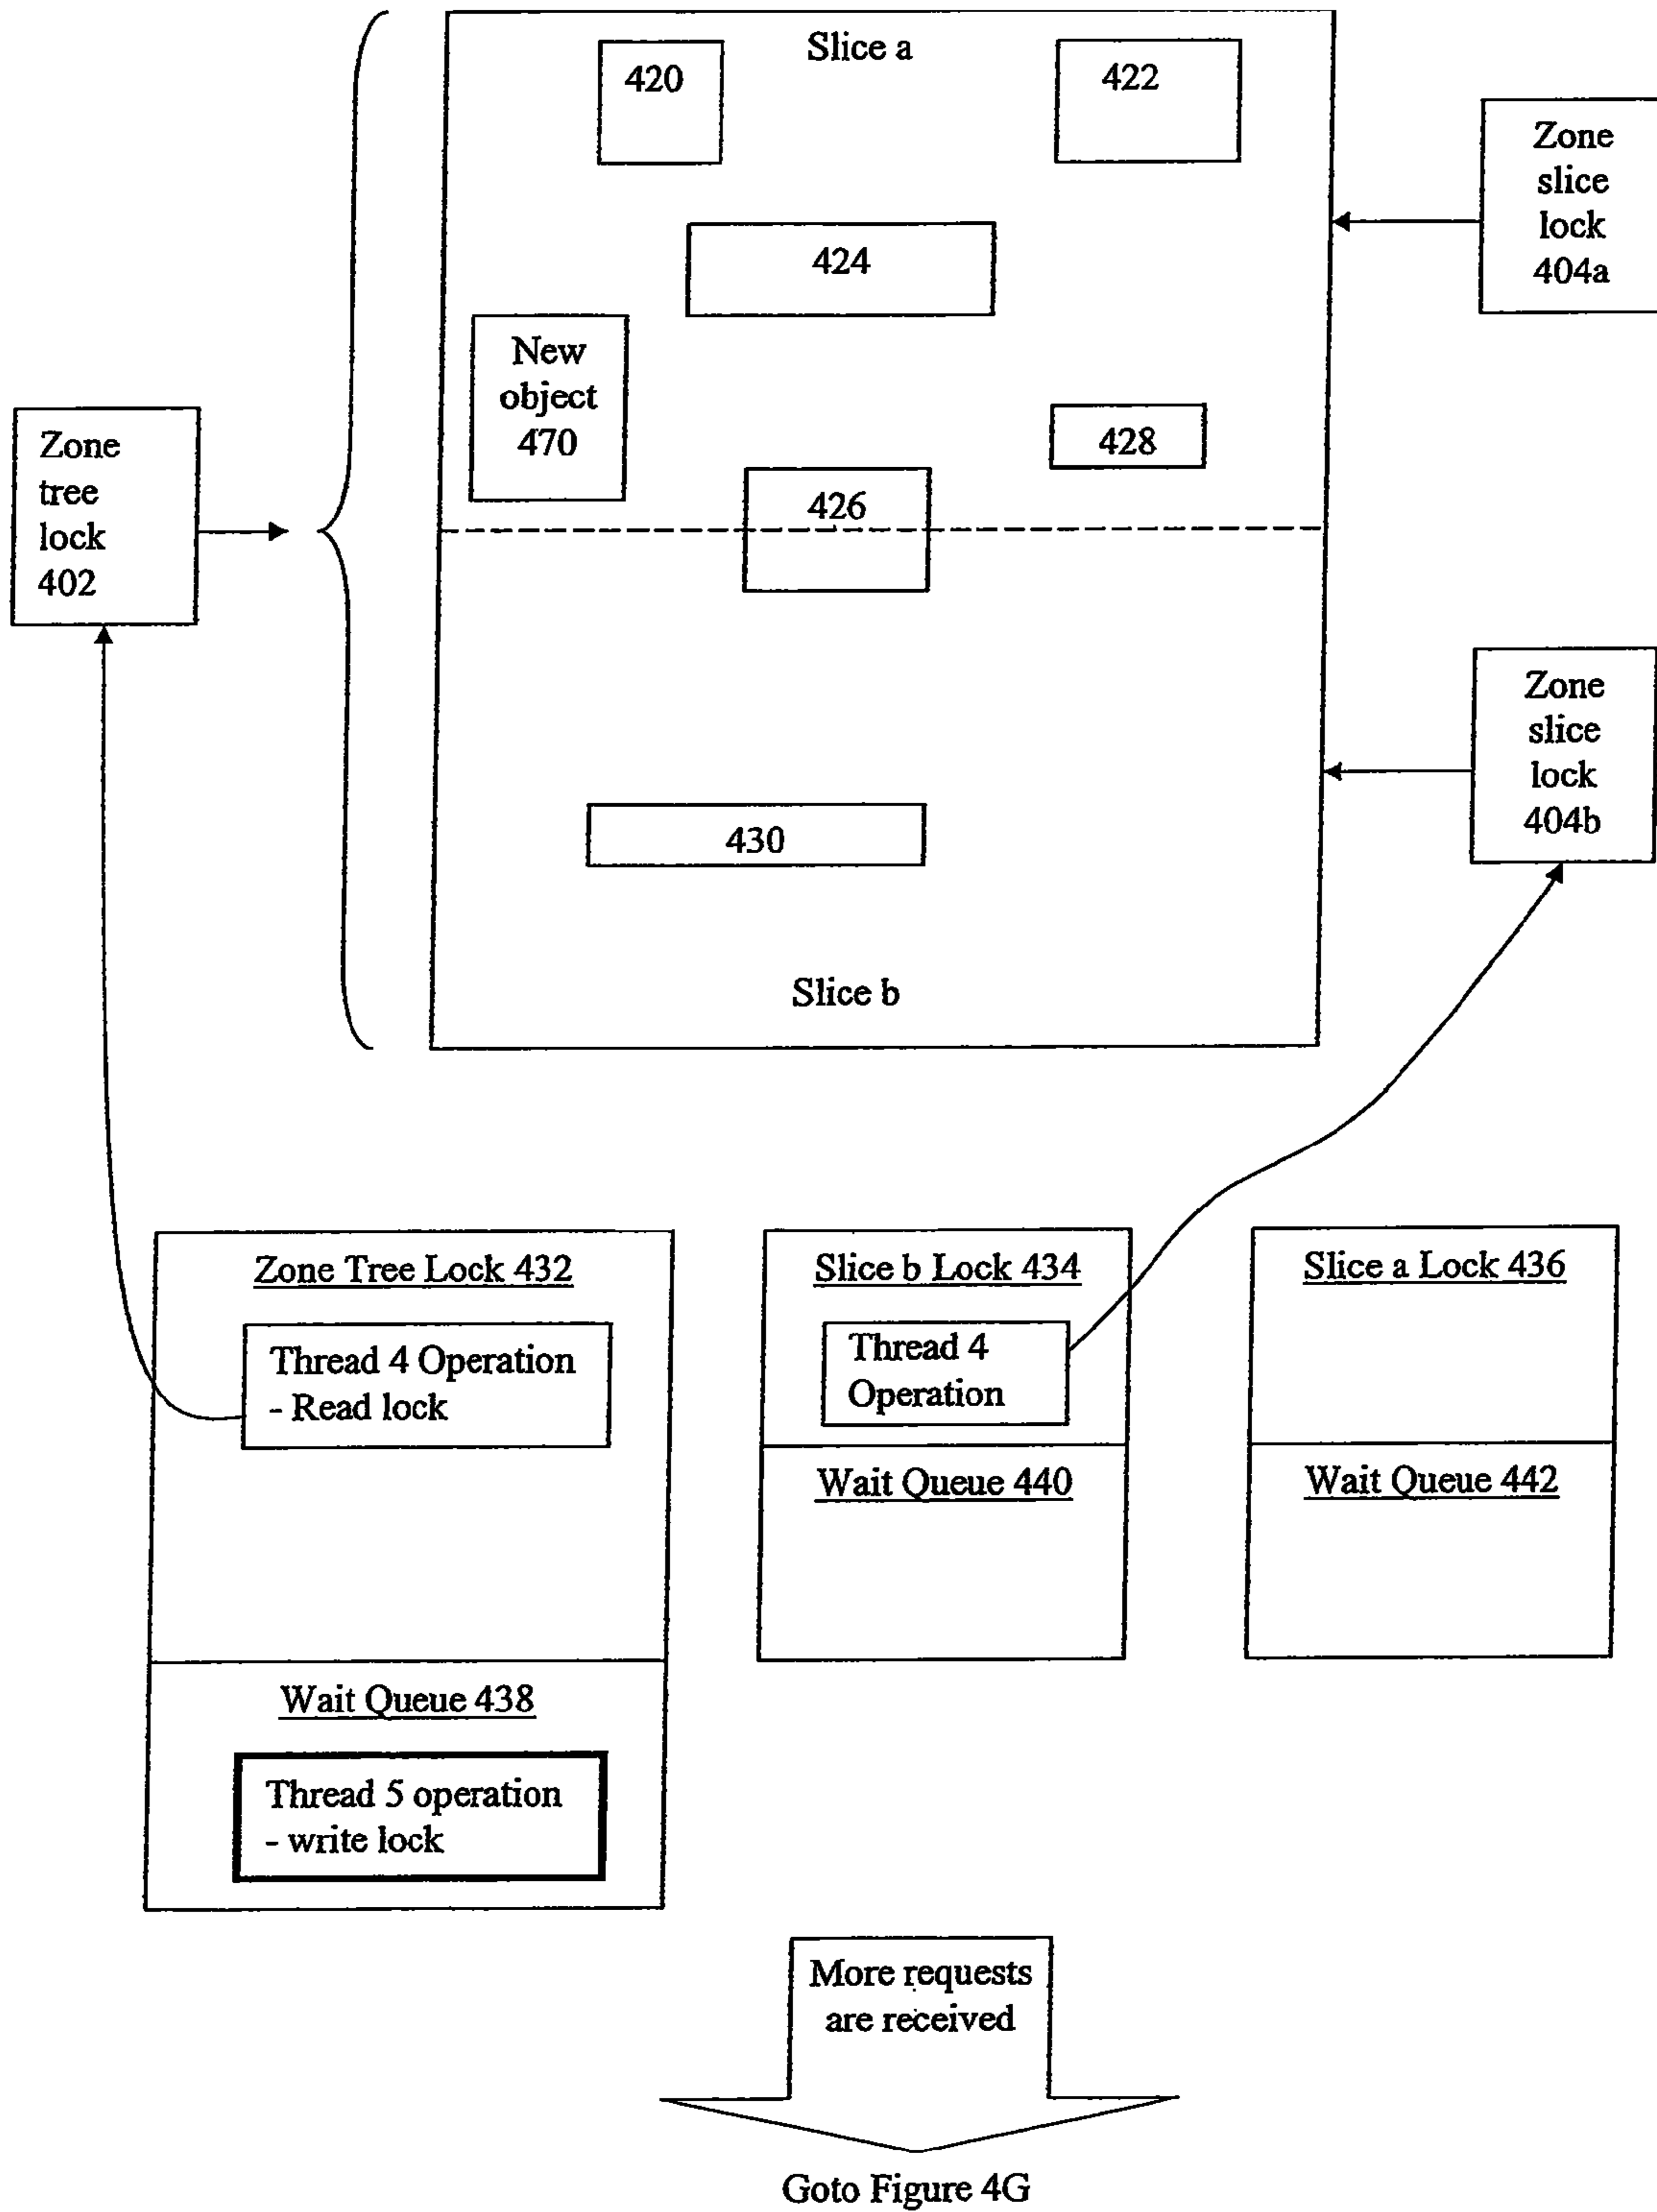 Slice a
420
422
Zone
slice
lock
404a
424
New
object
470
428
Zone
tree
lock
402
426
Zone
slice
lock
404b
430
Slice b
Zone Tree Lock 432
Thread 4 Operation
- Read lock
Wait Queue 438
Thread 5 operation
- write lock
Slice b Lock 434
Thread 4
Operation
Wait Queue 440
Slice a Lock 436
Wait Queue 442
More requests
are received
Goto Figure 4G